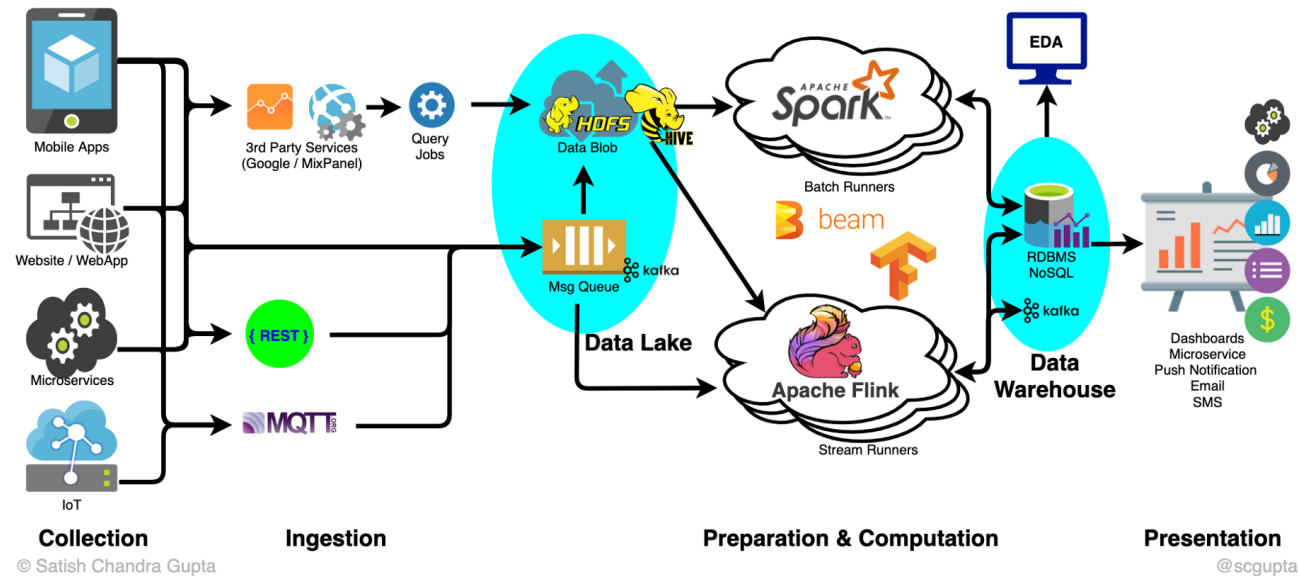 Mobile Apps
Website / WebApp
Microservices
IoT
Collection
3rd Party Services
(Google / MixPanel)
Query
Jobs
{ REST }
MQTT
.ORG
Ingestion
HDFS
Data Blob
HIVE
Msg Queue
kafka
Data Lake
APACHE
Spark
TM
Batch Runners
beam
Apache Flink
Stream Runners
Preparation & Computation
EDA
RDBMS
NoSQL
kafka
Data
Warehouse
$
Dashboards
Microservice
Push Notification
Email
SMS
Presentation
© Satish Chandra Gupta
@scgupta